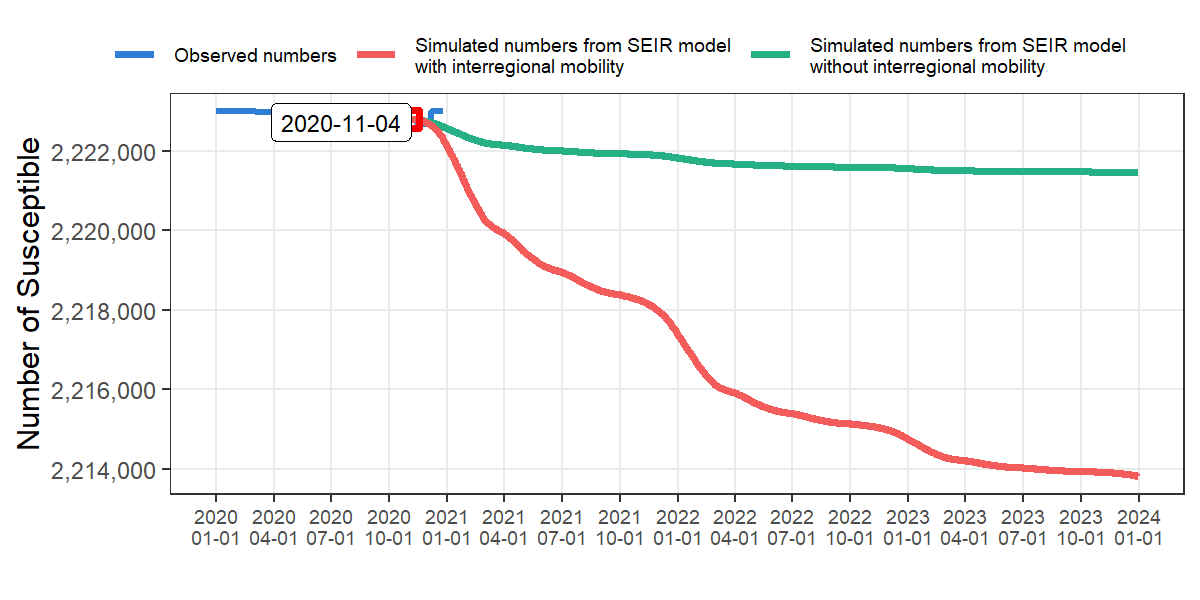 Observed numbers
Simulated numbers from SEIR model
with interregional mobility
Simulated numbers from SEIR model
without interregional mobility
Number of Susceptible
2,222,000
2,220,000
2,218,000
2,216,000
2,214,000
2020-11-04
2020 2020 2020 2020 2021 2021 2021 2021 2022 2022 2022 2022 2023 2023 2023 2023 2024
01-01 04-01 07-01 10-01 01-01 04-01 07-01 10-01 01-01 04-01 07-01 10-01 01-01 04-01 07-01 10-01 01-01